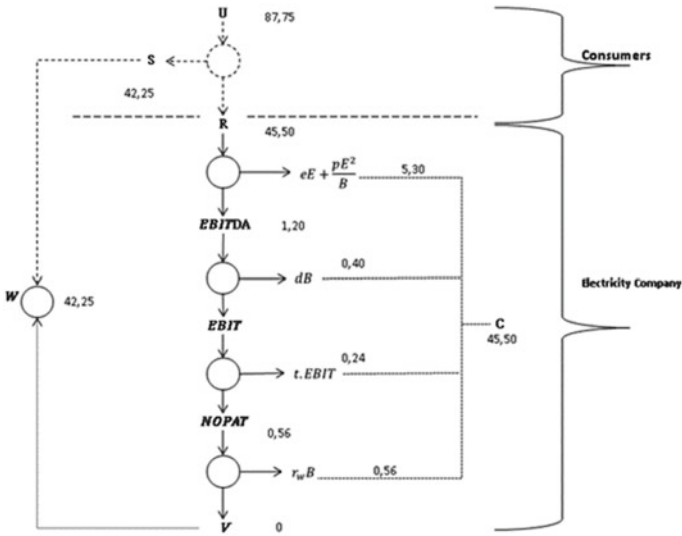 U 87,75
Consumers
S
42,25
R
45,50
eE + pE²/B 5,30
EBITDA 1,20
0,40
dB
Electricity Company
W 42,25
EBIT
C
45,50
0,24
t.EBIT
NOPAT
0,56
r_wB 0,56
V 0